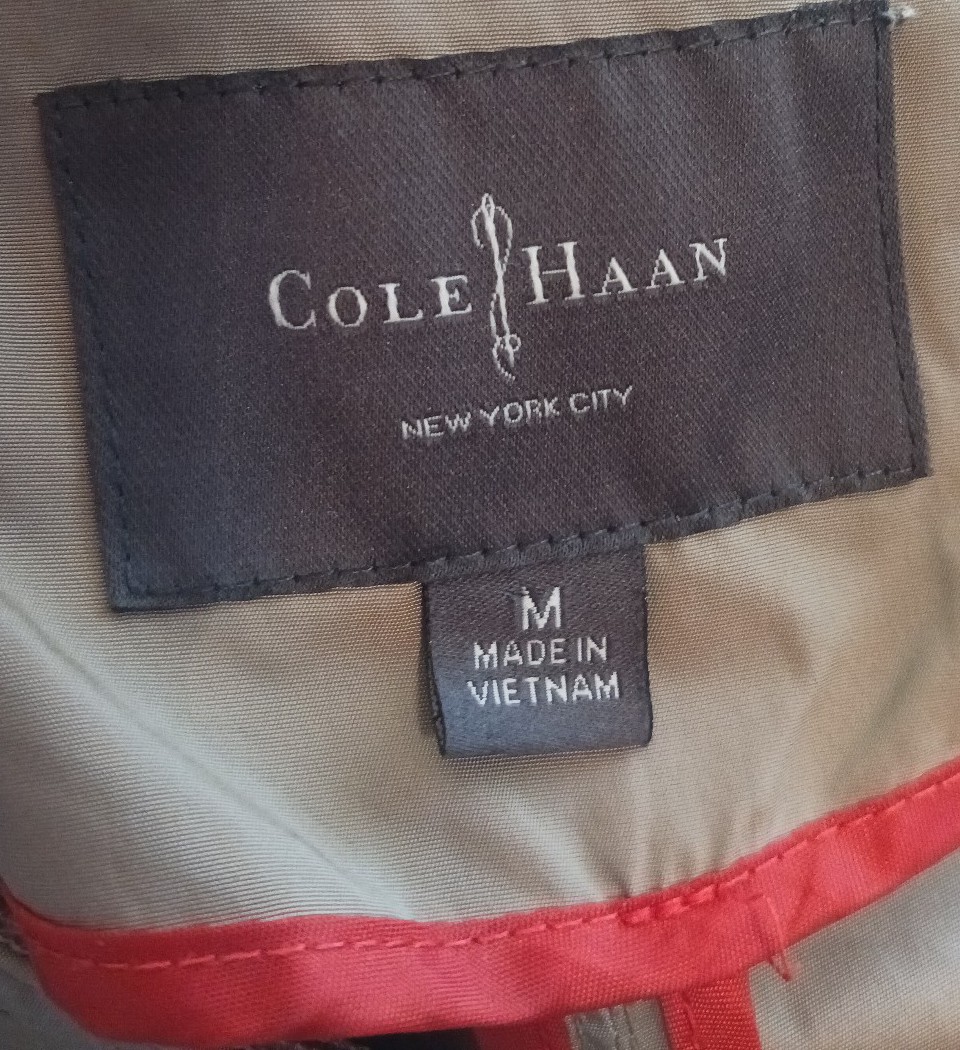 COLE HAAN
NEW YORK CITY
M
MADE IN
VIETNAM